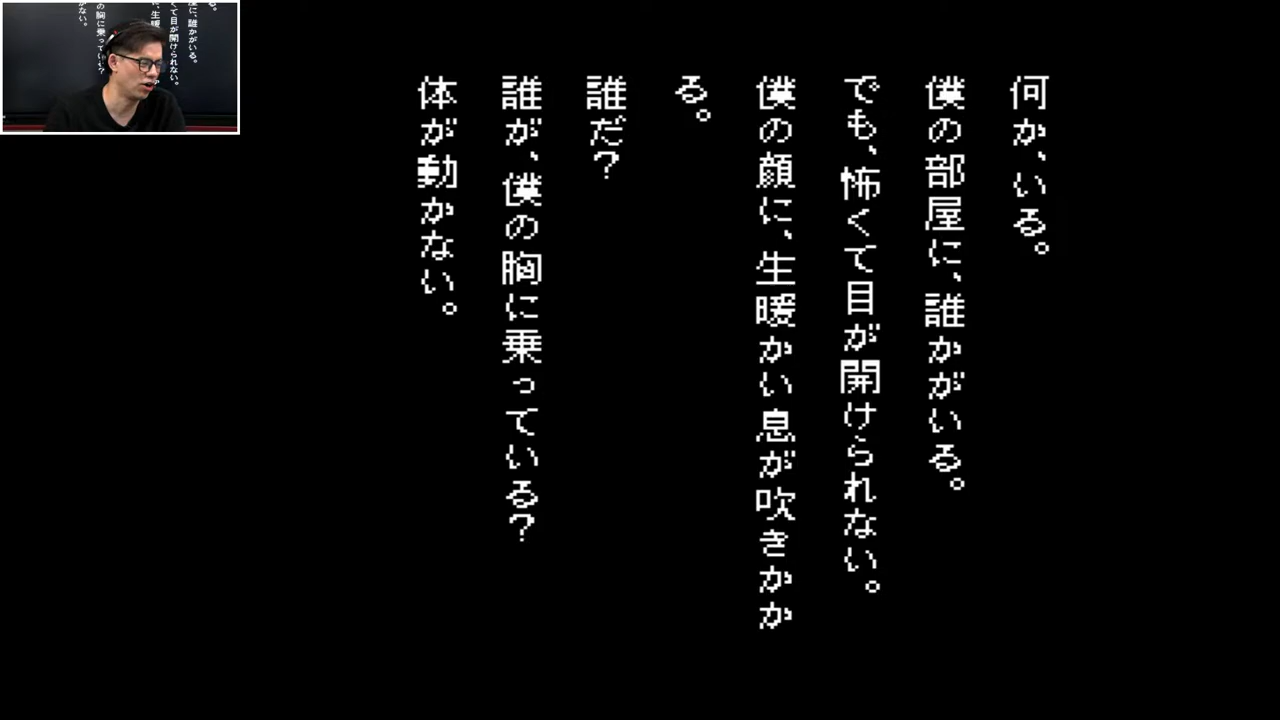 何か、いる。
僕の部屋に、誰かがいる。
でも、怖くて目が開けられない。
僕の顔に、生暖かい息が吹きかか
る。
誰だ？
誰が、僕の胸に乗っている？
体が動かない。